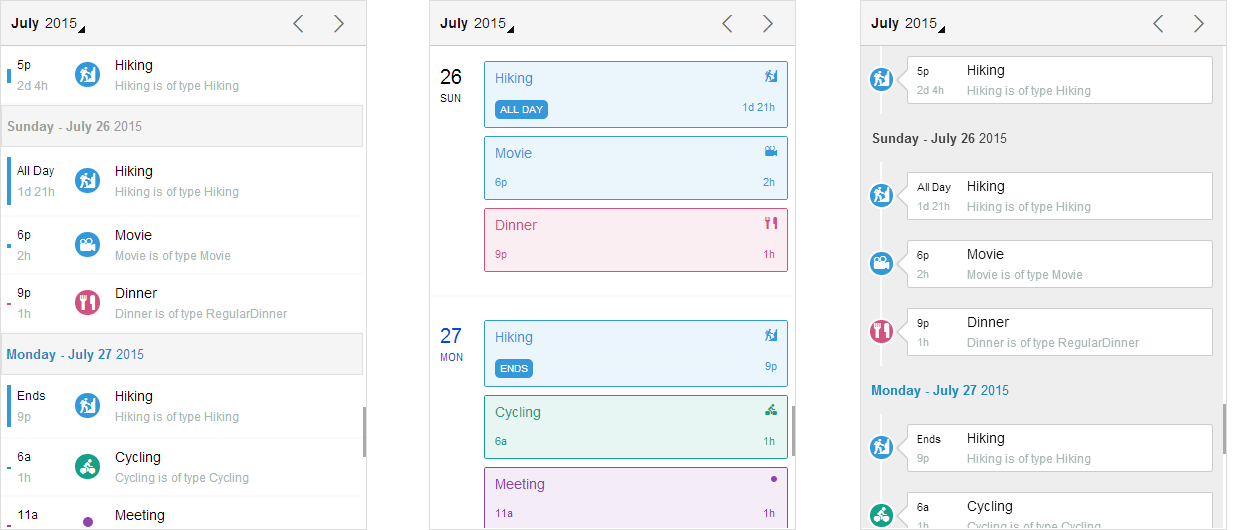 July 2015
5p Hiking
2d 4h Hiking is of type Hiking
Sunday - July 26 2015
All Day Hiking
1d 21h Hiking is of type Hiking
6p Movie
2h Movie is of type Movie
9p Dinner
1h Dinner is of type RegularDinner
Monday - July 27 2015
Ends Hiking
9p Hiking is of type Hiking
6a Cycling
1h Cycling is of type Cycling
11a Meeting
July 2015
26
SUN
Hiking
ALL DAY 1d 21h
Movie
6p 2h
Dinner
9p 1h
27
MON
Hiking
ENDS 9p
Cycling
6a 1h
Meeting
11a 1h
July 2015
5p Hiking
2d 4h Hiking is of type Hiking
Sunday - July 26 2015
All Day Hiking
1d 21h Hiking is of type Hiking
6p Movie
2h Movie is of type Movie
9p Dinner
1h Dinner is of type RegularDinner
Monday - July 27 2015
Ends Hiking
9p Hiking is of type Hiking
6a Cycling
1h Cycling is of type Cycling